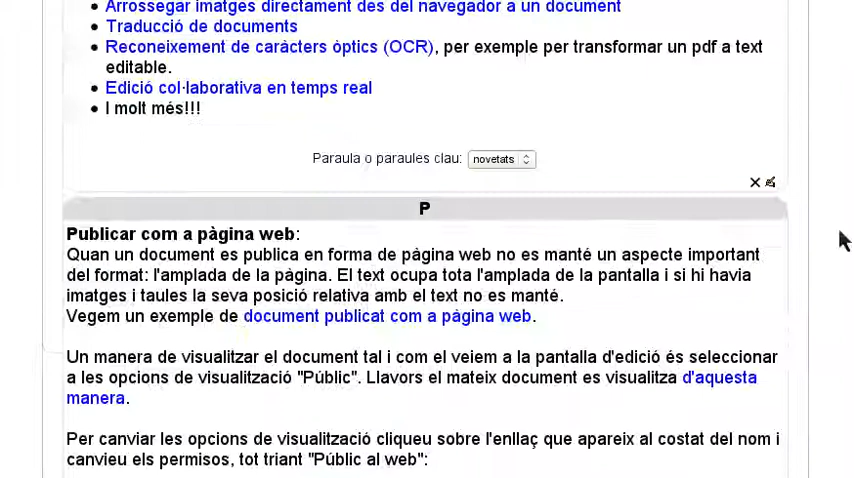 Arrossegar imatges directament des del navegador a un document
Traducció de documents
Reconeixement de caràcters òptics (OCR), per exemple per transformar un pdf a text
editable.
Edició col·laborativa en temps real
I molt més!!!
Paraula o paraules clau: novetats
P
Publicar com a pàgina web:
Quan un document es publica en forma de pàgina web no es manté un aspecte important
del format: l'amplada de la pàgina. El text ocupa tota l'amplada de la pantalla i si hi havia
imatges i taules la seva posició relativa amb el text no es manté.
Vegem un exemple de document publicat com a pàgina web.
Un manera de visualitzar el document tal i com el veiem a la pantalla d'edició és seleccionar
a les opcions de visualització "Públic". Llavors el mateix document es visualitza d'aquesta
manera.
Per canviar les opcions de visualització cliqueu sobre l'enllaç que apareix al costat del nom i
canvieu els permisos, tot triant "Públic al web":